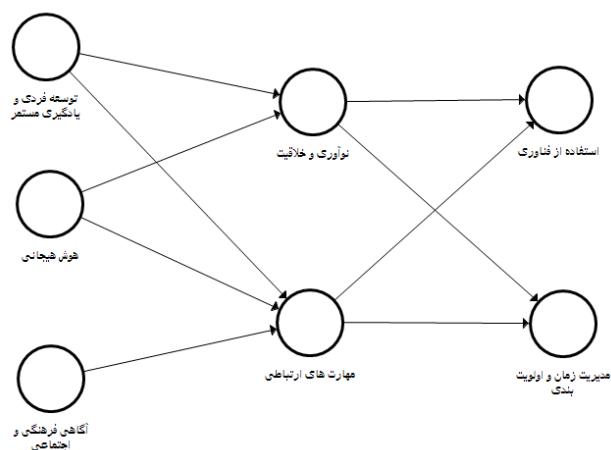 توسعه فردی و
یادگیری مستمر
نوآوری و خلاقیت
استفاده از فناوری
هوش هیجانی
مهارت های ارتباطی
مدیریت زمان و اولویت
بندی
آگاهی فرهنگی و
اجتماعی